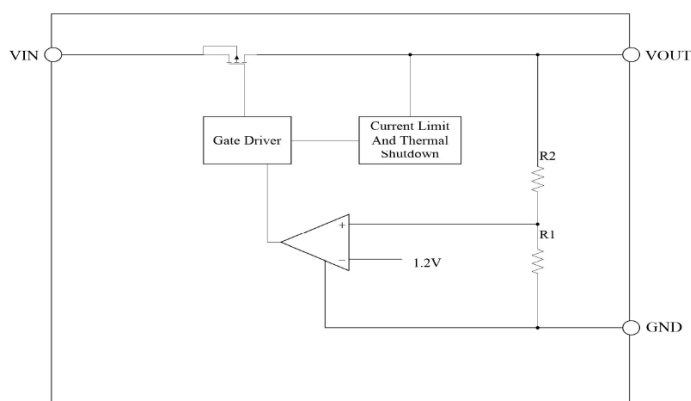 VIN
VOUT
Gate Driver
Current Limit
And Thermal
Shutdown
R2
+
R1
−
1.2V
GND